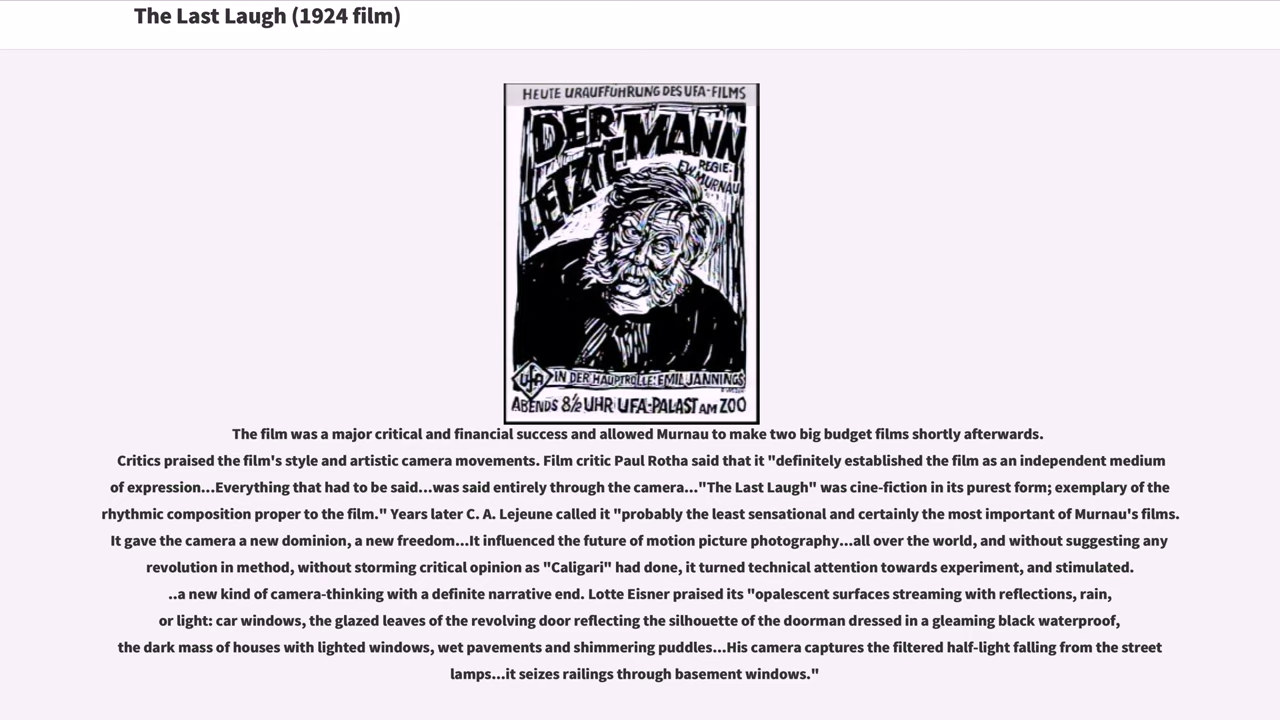 The Last Laugh (1924 film)
HEUTE URAUFFÜHRUNG DES UFA-FILMS
DER
LETZTE MANN
REGIE:
F.W. MURNAU
UfA IN DER HAUPTROLLE: EMIL JANNINGS
ABENDS 8½ UHR UFA-PALAST AM ZOO
The film was a major critical and financial success and allowed Murnau to make two big budget films shortly afterwards.
Critics praised the film's style and artistic camera movements. Film critic Paul Rotha said that it "definitely established the film as an independent medium
of expression...Everything that had to be said...was said entirely through the camera..."The Last Laugh" was cine-fiction in its purest form; exemplary of the
rhythmic composition proper to the film." Years later C. A. Lejeune called it "probably the least sensational and certainly the most important of Murnau's films.
It gave the camera a new dominion, a new freedom...It influenced the future of motion picture photography...all over the world, and without suggesting any
revolution in method, without storming critical opinion as "Caligari" had done, it turned technical attention towards experiment, and stimulated.
..a new kind of camera-thinking with a definite narrative end. Lotte Eisner praised its "opalescent surfaces streaming with reflections, rain,
or light: car windows, the glazed leaves of the revolving door reflecting the silhouette of the doorman dressed in a gleaming black waterproof,
the dark mass of houses with lighted windows, wet pavements and shimmering puddles...His camera captures the filtered half-light falling from the street
lamps...it seizes railings through basement windows."